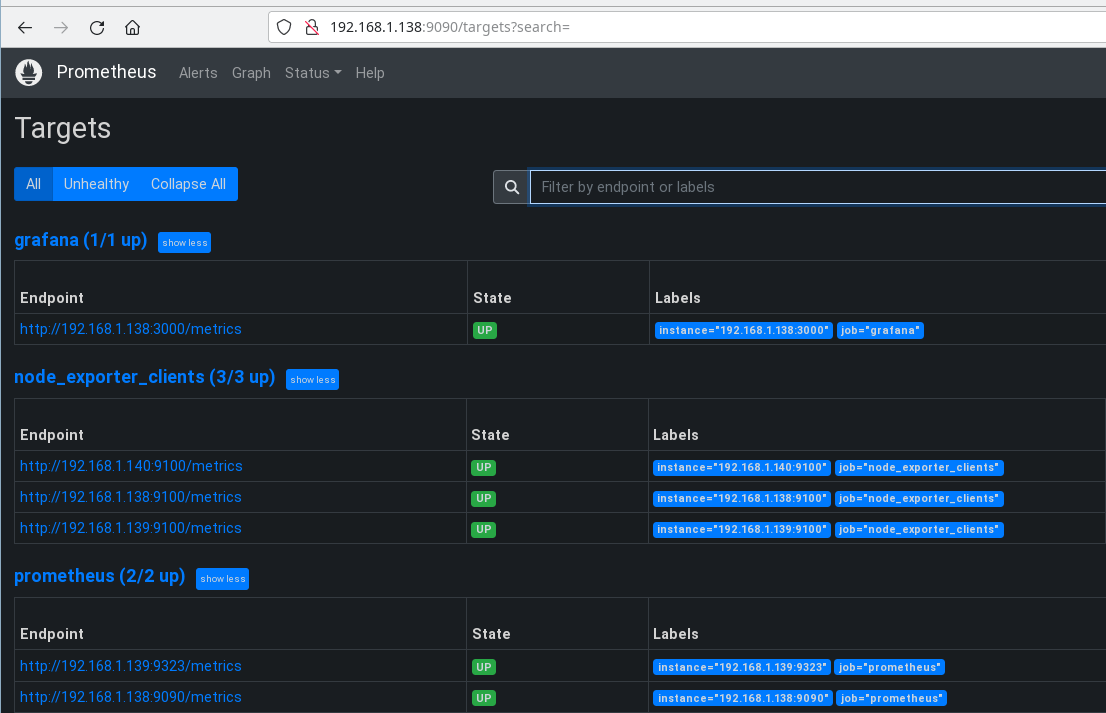 192.168.1.138:9090/targets?search=
Prometheus Alerts Graph Status Help
Targets
All Unhealthy Collapse All
Filter by endpoint or labels
grafana (1/1 up) show less
Endpoint State Labels
http://192.168.1.138:3000/metrics UP instance="192.168.1.138:3000" job="grafana"
node_exporter_clients (3/3 up) show less
Endpoint State Labels
http://192.168.1.140:9100/metrics UP instance="192.168.1.140:9100" job="node_exporter_clients"
http://192.168.1.138:9100/metrics UP instance="192.168.1.138:9100" job="node_exporter_clients"
http://192.168.1.139:9100/metrics UP instance="192.168.1.139:9100" job="node_exporter_clients"
prometheus (2/2 up) show less
Endpoint State Labels
http://192.168.1.139:9323/metrics UP instance="192.168.1.139:9323" job="prometheus"
http://192.168.1.138:9090/metrics UP instance="192.168.1.138:9090" job="prometheus"